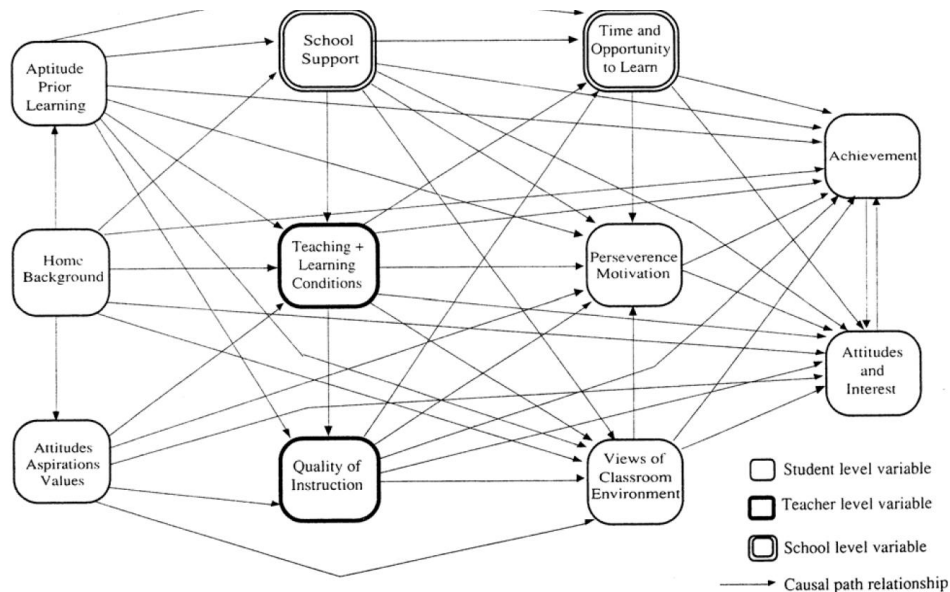 School
Support
Time and
Opportunity
to Learn
Aptitude
Prior
Learning
Achievement
Home
Background
Teaching +
Learning
Conditions
Perseverence
Motivation
Attitudes
and
Interest
Attitudes
Aspirations
Values
Quality of
Instruction
Views of
Classroom
Environment
Student level variable
Teacher level variable
School level variable
Causal path relationship